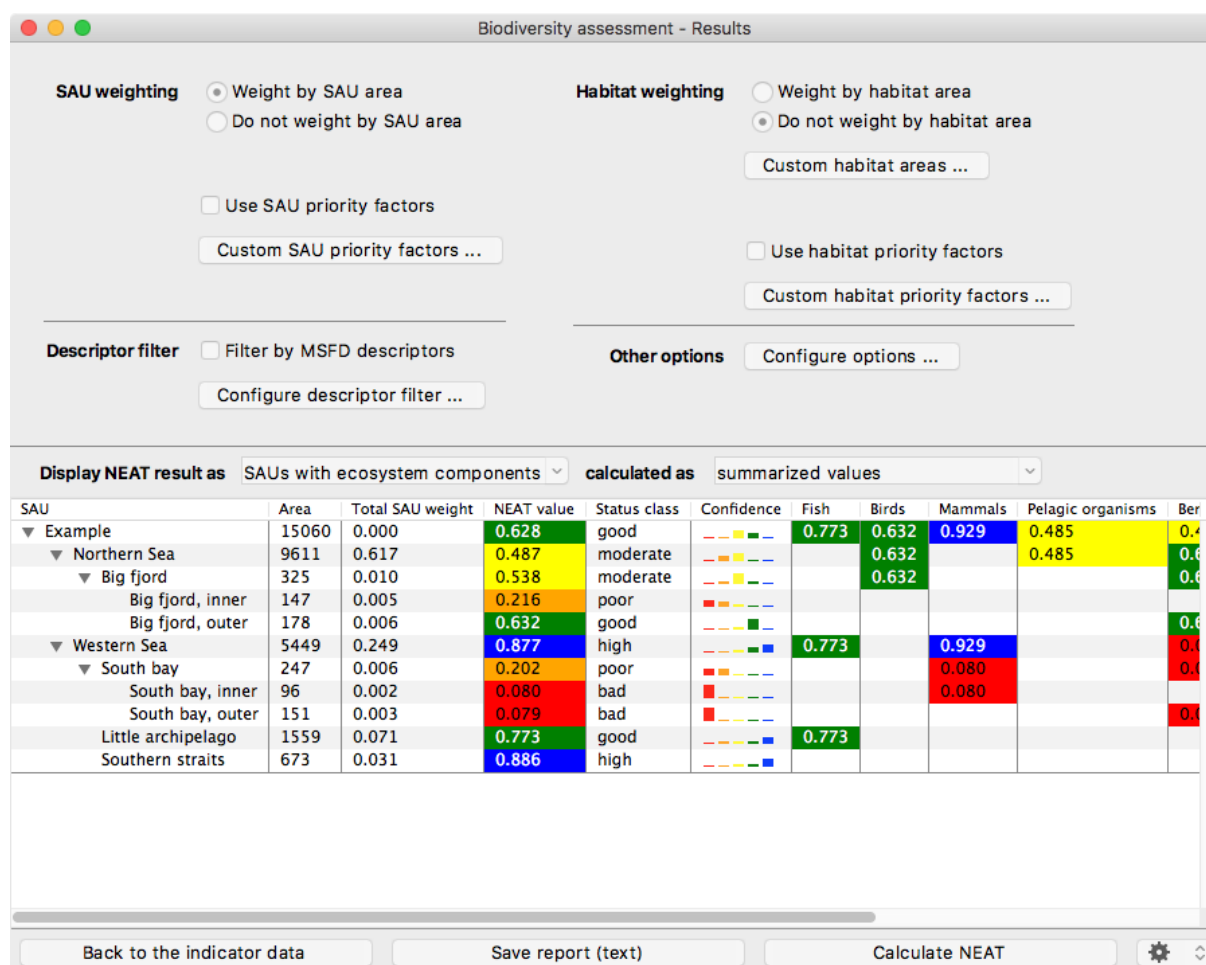 Biodiversity assessment - Results
SAU weighting Weight by SAU area Habitat weighting Weight by habitat area
Do not weight by SAU area Do not weight by habitat area
Custom habitat areas ...
Use SAU priority factors
Custom SAU priority factors ... Use habitat priority factors
Custom habitat priority factors ...
Descriptor filter Filter by MSFD descriptors Other options Configure options ...
Configure descriptor filter ...
Display NEAT result as SAUs with ecosystem components calculated as summarized values
SAU Area Total SAU weight NEAT value Status class Confidence Fish Birds Mammals Pelagic organisms Ber
Example 15060 0.000 0.628 good 0.773 0.632 0.929 0.485
Northern Sea 9611 0.617 0.487 moderate 0.632 0.485
Big fjord 325 0.010 0.538 moderate 0.632
Big fjord, inner 147 0.005 0.216 poor
Big fjord, outer 178 0.006 0.632 good
Western Sea 5449 0.249 0.877 high 0.773 0.929
South bay 247 0.006 0.202 poor 0.080
South bay, inner 96 0.002 0.080 bad 0.080
South bay, outer 151 0.003 0.079 bad
Little archipelago 1559 0.071 0.773 good 0.773
Southern straits 673 0.031 0.886 high
Back to the indicator data Save report (text) Calculate NEAT